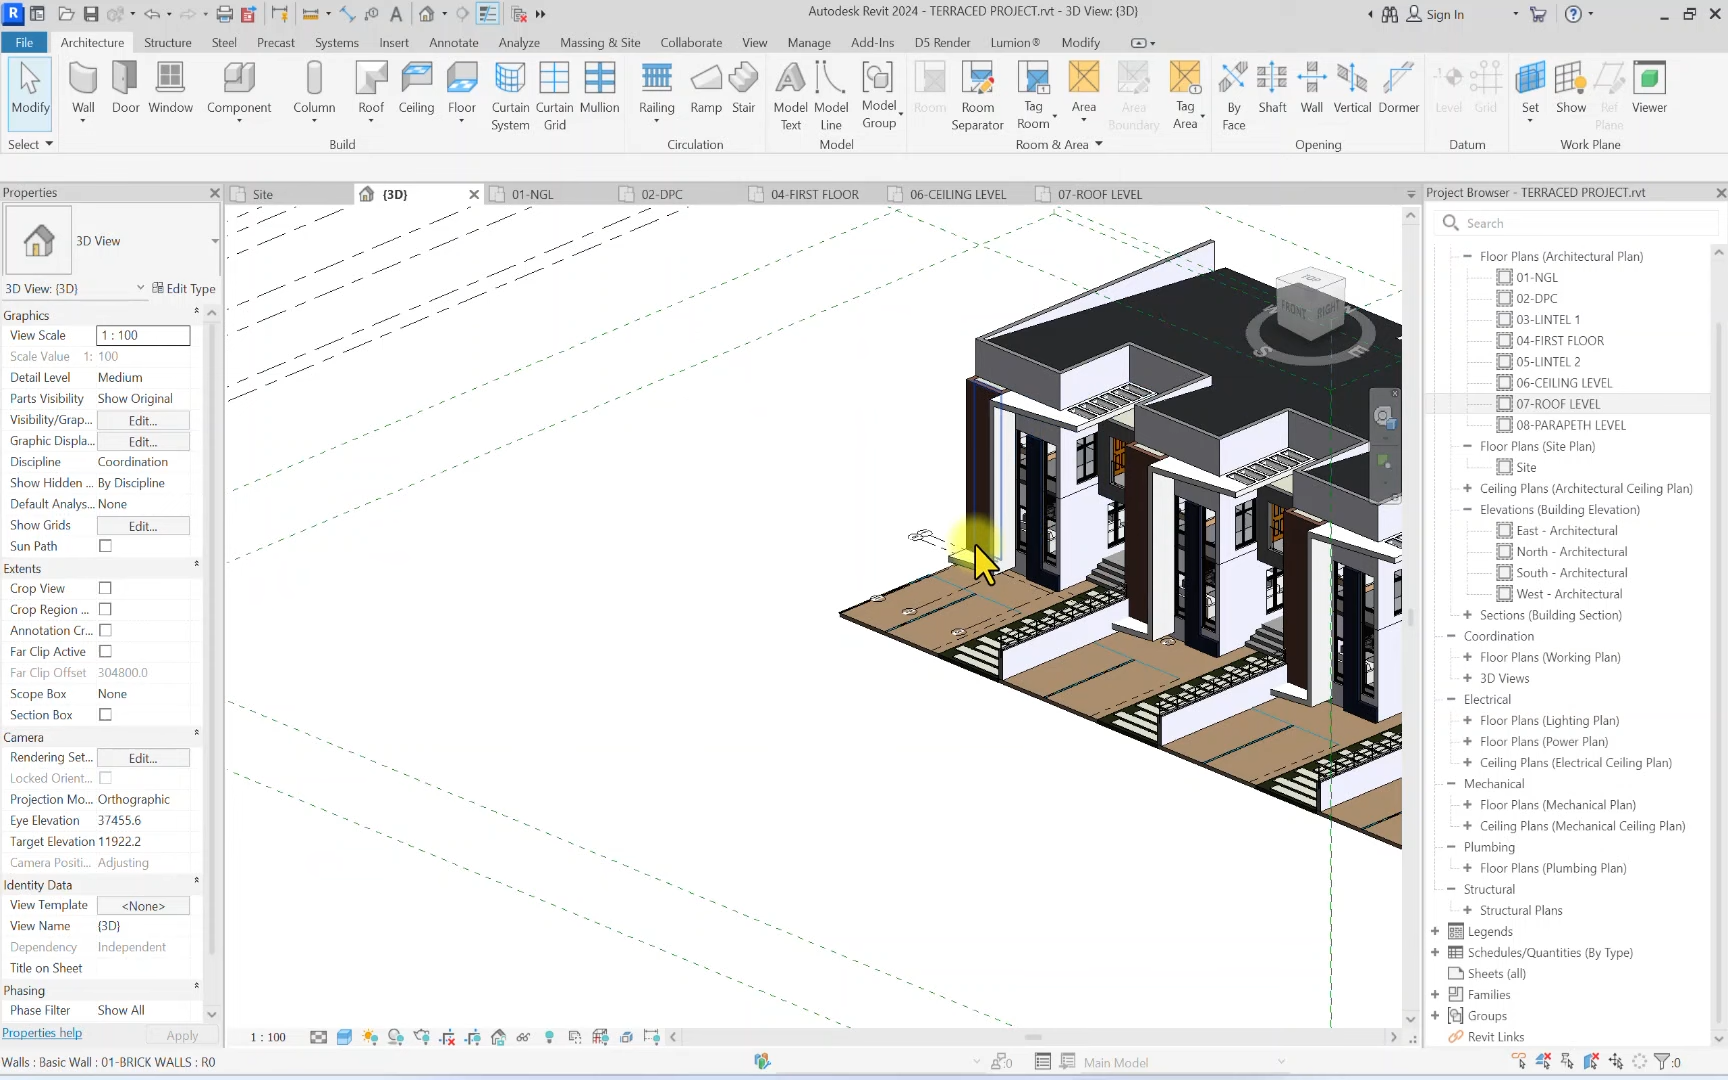 Autodesk Revit 2024 - TERRACED PROJECT.rvt - 3D View: {3D}
Sign In
File Architecture Structure Steel Precast Systems Insert Annotate Analyze Massing & Site Collaborate View Manage Add-Ins D5 Render Lumion® Modify
Modify Wall Door Window Component Column Roof Ceiling Floor Curtain System Curtain Grid Mullion Railing Ramp Stair Model Text Model Line Model Group Room Room Separator Tag Room Area Area Boundary Tag Area By Face Shaft Wall Vertical Dormer Level Grid Set Show Ref Plane Viewer
Select Build Circulation Model Room & Area Opening Datum Work Plane
Properties
Site {3D} 01-NGL 02-DPC 04-FIRST FLOOR 06-CEILING LEVEL 07-ROOF LEVEL
3D View
3D View: {3D} Edit Type
Graphics
View Scale 1 : 100
Scale Value 1: 100
Detail Level Medium
Parts Visibility Show Original
Visibility/Grap... Edit...
Graphic Displa... Edit...
Discipline Coordination
Show Hidden ... By Discipline
Default Analys... None
Show Grids Edit...
Sun Path
Extents
Crop View
Crop Region ...
Annotation Cr...
Far Clip Active
Far Clip Offset 304800.0
Scope Box None
Section Box
Camera
Rendering Set... Edit...
Locked Orient...
Projection Mo... Orthographic
Eye Elevation 37455.6
Target Elevation 11922.2
Camera Positi... Adjusting
Identity Data
View Template <None>
View Name {3D}
Dependency Independent
Title on Sheet
Phasing
Phase Filter Show All
Properties help Apply
TOP
FRONT RIGHT
S E
1 : 100
Project Browser - TERRACED PROJECT.rvt
Search
Floor Plans (Architectural Plan)
01-NGL
02-DPC
03-LINTEL 1
04-FIRST FLOOR
05-LINTEL 2
06-CEILING LEVEL
07-ROOF LEVEL
08-PARAPETH LEVEL
Floor Plans (Site Plan)
Site
Ceiling Plans (Architectural Ceiling Plan)
Elevations (Building Elevation)
East - Architectural
North - Architectural
South - Architectural
West - Architectural
Sections (Building Section)
Coordination
Floor Plans (Working Plan)
3D Views
Electrical
Floor Plans (Lighting Plan)
Floor Plans (Power Plan)
Ceiling Plans (Electrical Ceiling Plan)
Mechanical
Floor Plans (Mechanical Plan)
Ceiling Plans (Mechanical Ceiling Plan)
Plumbing
Floor Plans (Plumbing Plan)
Structural
Structural Plans
Legends
Schedules/Quantities (By Type)
Sheets (all)
Families
Groups
Revit Links
Walls : Basic Wall : 01-BRICK WALLS : R0
:0
Main Model
:0